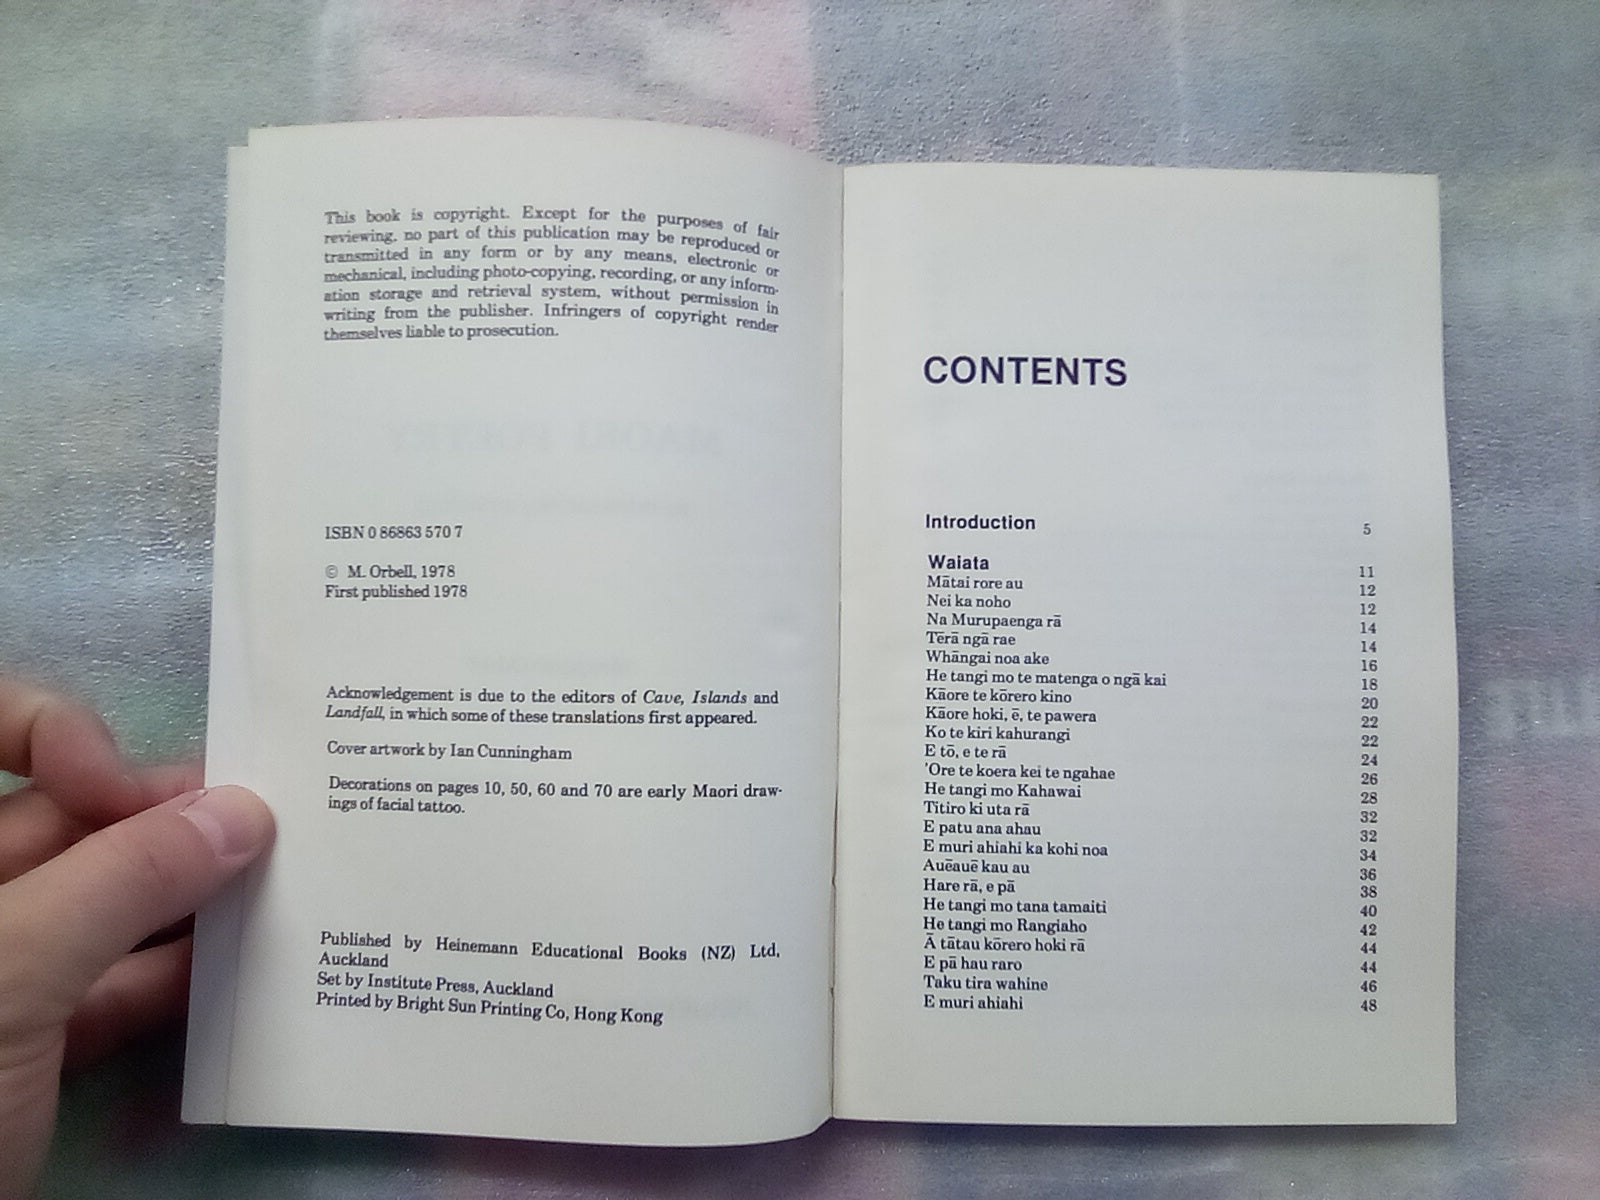 This book is copyright. Except for the purposes of fair
reviewing, no part of this publication may be reproduced or
transmitted in any form or by any means, electronic or
mechanical, including photo-copying, recording, or any inform-
ation storage and retrieval system, without permission in
writing from the publisher. Infringers of copyright render
themselves liable to prosecution.
ISBN 0 86863 570 7
© M. Orbell, 1978
First published 1978
Acknowledgement is due to the editors of Cave, Islands and
Landfall, in which some of these translations first appeared.
Cover artwork by Ian Cunningham
Decorations on pages 10, 50, 60 and 70 are early Maori draw-
ings of facial tattoo.
Published by Heinemann Educational Books (NZ) Ltd,
Auckland
Set by Institute Press, Auckland
Printed by Bright Sun Printing Co, Hong Kong
CONTENTS
Introduction 5
Waiata 11
Mātai rore au 12
Nei ka noho 12
Na Murupaenga rā 14
Tērā ngā rae 14
Whāngai noa ake 16
He tangi mo te matenga o ngā kai 18
Kāore te kōrero kino 20
Kāore hoki, ē, te pawera 22
Ko te kiri kahurangi 22
E tō, e te rā 24
'Ore te koera kei te ngahae 26
He tangi mo Kahawai 28
Titiro ki uta rā 32
E patu ana ahau 32
E muri ahiahi ka kohi noa 34
Auēauē kau au 36
Hare rā, e pā 38
He tangi mo tana tamaiti 40
He tangi mo Rangiaho 42
Ā tātau kōrero hoki rā 44
E pā hau raro 44
Taku tira wahine 46
E muri ahiahi 48